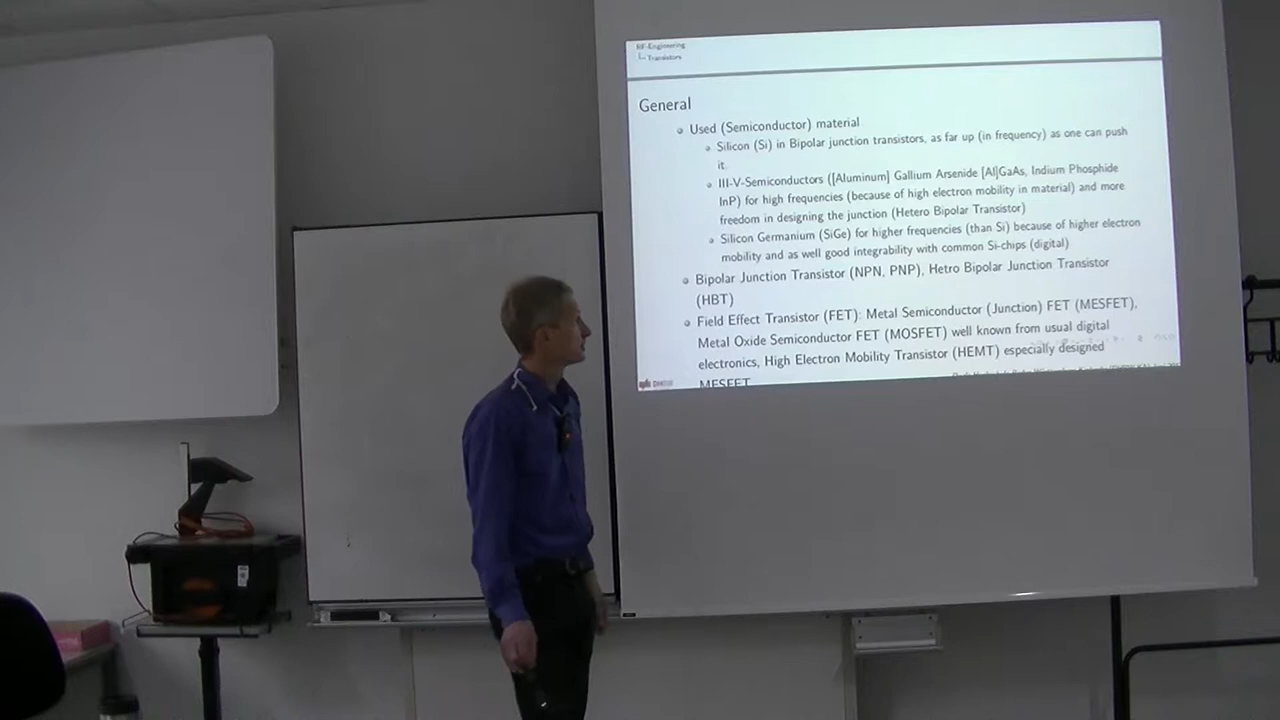 RF-Engineering
Transistors
General
Used (Semiconductor) material
Silicon (Si) in Bipolar junction transistors, as far up (in frequency) as one can push
it.
III-V-Semiconductors ([Aluminum] Gallium Arsenide [Al]GaAs, Indium Phosphide
InP) for high frequencies (because of high electron mobility in material) and more
freedom in designing the junction (Hetero Bipolar Transistor)
Silicon Germanium (SiGe) for higher frequencies (than Si) because of higher electron
mobility and as well good integrability with common Si-chips (digital)
Bipolar Junction Transistor (NPN, PNP), Hetro Bipolar Junction Transistor
(HBT)
Field Effect Transistor (FET): Metal Semiconductor (Junction) FET (MESFET),
Metal Oxide Semiconductor FET (MOSFET) well known from usual digital
electronics, High Electron Mobility Transistor (HEMT) especially designed
MESFET